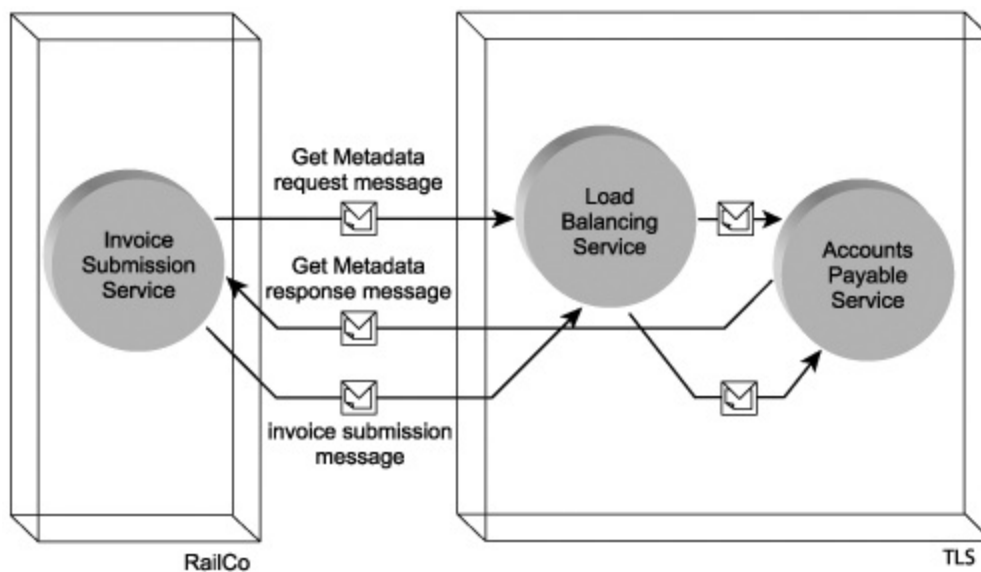 Get Metadata
request message
Invoice
Submission
Service
Load
Balancing
Service
Accounts
Payable
Service
Get Metadata
response message
invoice submission
message
RailCo
TLS